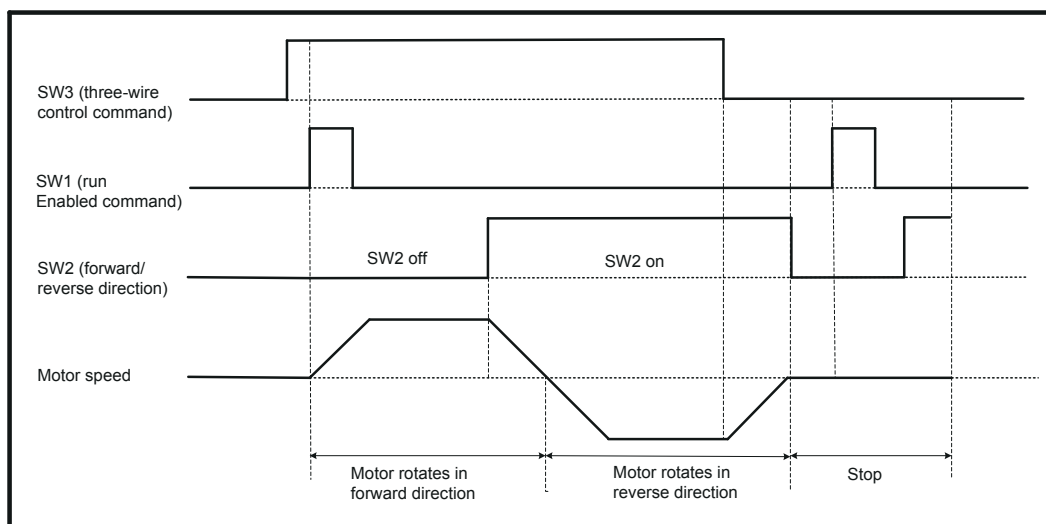 SW3 (three-wire
control command)
SW1 (run
Enabled command)
SW2 (forward/
reverse direction)
SW2 off
SW2 on
Motor speed
Motor rotates in
forward direction
Motor rotates in
reverse direction
Stop